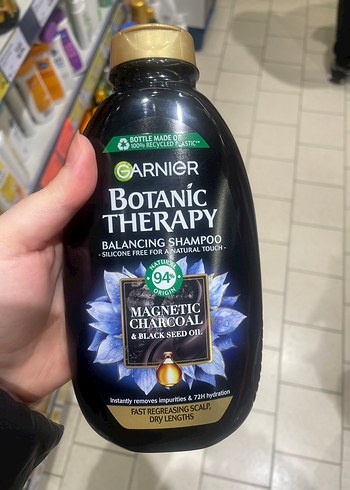 BOTTLE MADE OF
100% RECYCLED PLASTIC**
GARNIER
BOTANIC
THERAPY
BALANCING SHAMPOO
- SILICONE FREE FOR A NATURAL TOUCH -
NATURAL
94%
ORIGIN
MAGNETIC
CHARCOAL
& BLACK SEED OIL
Instantly removes impurities & 72H hydration
FAST REGREASING SCALP,
DRY LENGTHS